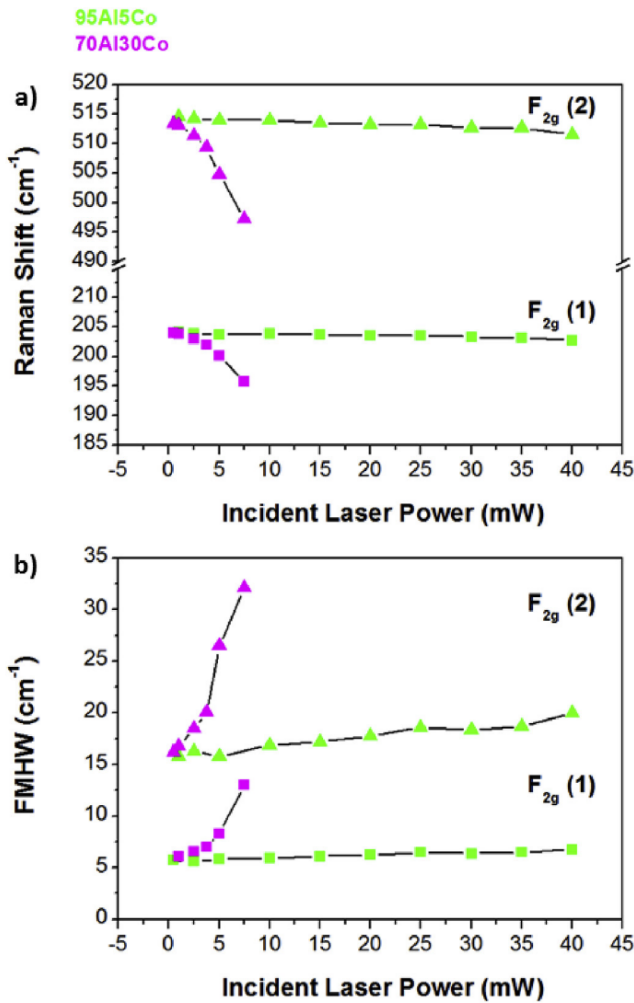 95Al5Co
70Al30Co
a)
520
515
510
505
500
495
490
210
205
200
195
190
185
-5 0 5 10 15 20 25 30 35 40 45
F2g (2)
F2g (1)
Raman Shift (cm-1)
Incident Laser Power (mW)
b)
35
30
25
20
15
10
5
0
-5 0 5 10 15 20 25 30 35 40 45
F2g (2)
F2g (1)
FMHW (cm-1)
Incident Laser Power (mW)